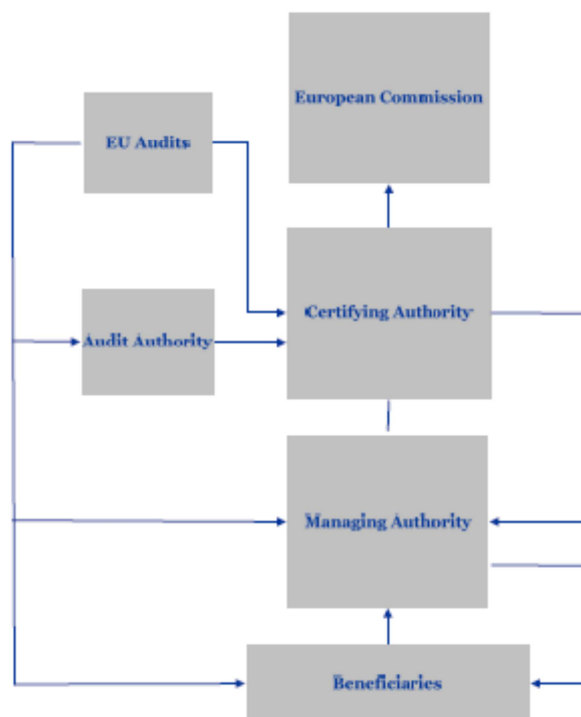 European Commission
EU Audits
Certifying Authority
Audit Authority
Managing Authority
Beneficiaries